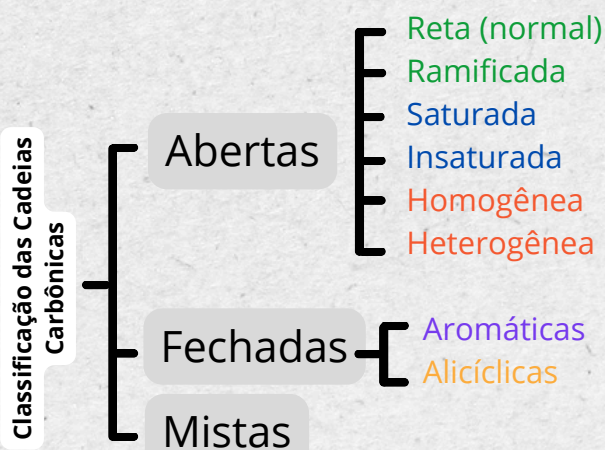 Classificação das Cadeias
Carbônicas
Abertas
Reta (normal)
Ramificada
Saturada
Insaturada
Homogênea
Heterogênea
Fechadas
Aromáticas
Alicíclicas
Mistas